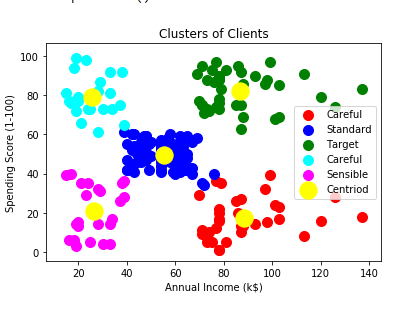 Clusters of Clients
Spending Score (1-100)
100
80
60
40
20
0
Careful
Standard
Target
Careful
Sensible
Centriod
20 40 60 80 100 120 140
Annual Income (k$)